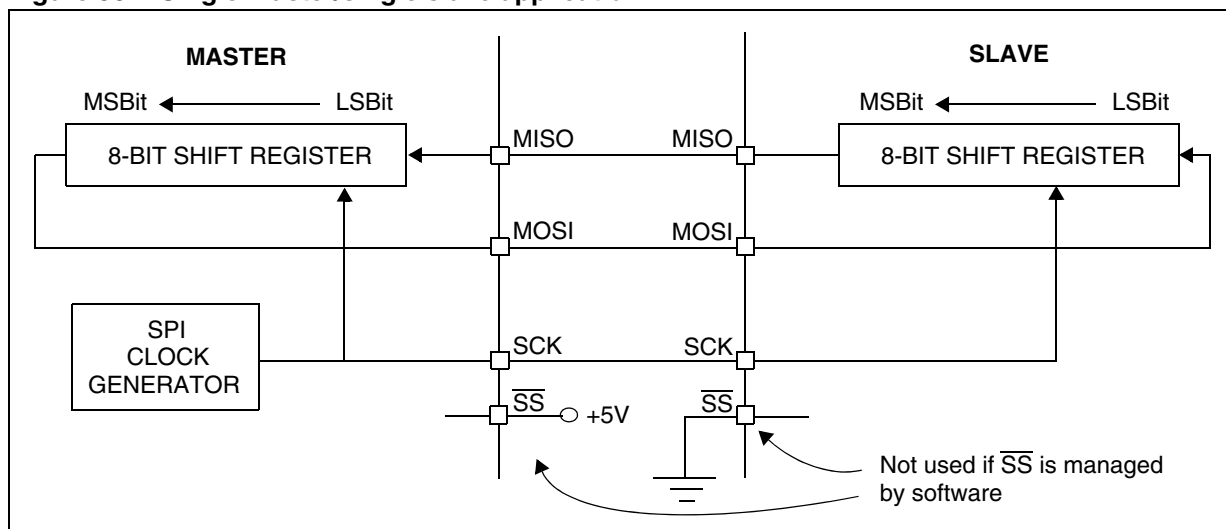 MASTER
SLAVE
MSBit
LSBit
MSBit
LSBit
8-BIT SHIFT REGISTER
MISO
MISO
8-BIT SHIFT REGISTER
MOSI
MOSI
SPI
CLOCK
GENERATOR
SCK
SCK
SS
+5V
SS
Not used if SS is managed
by software